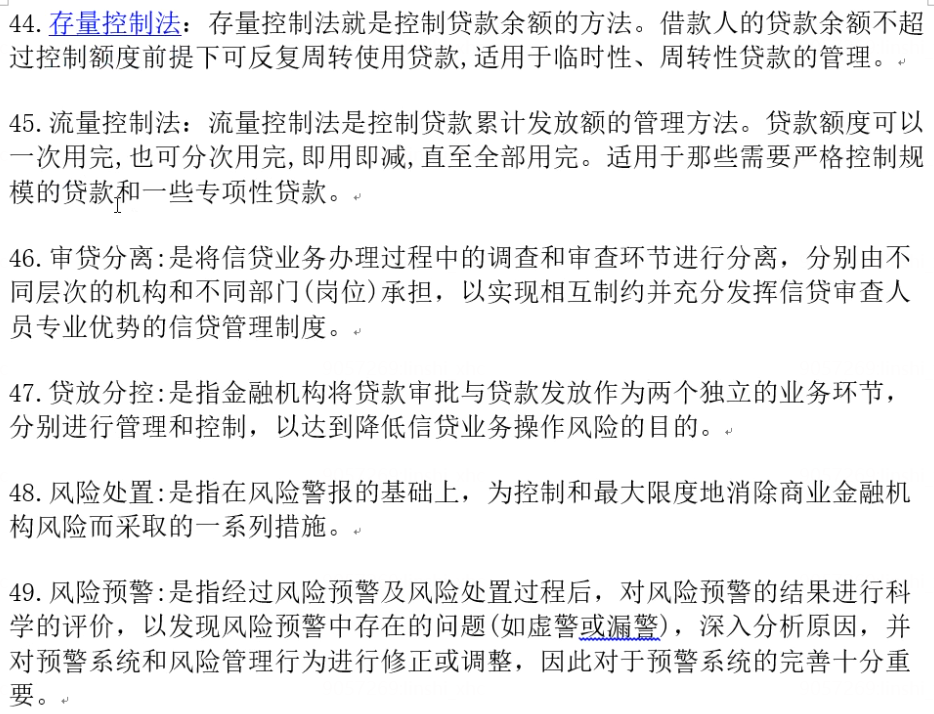 44.存量控制法：存量控制法就是控制贷款余额的方法。借款人的贷款余额不超
过控制额度前提下可反复周转使用贷款,适用于临时性、周转性贷款的管理。
45.流量控制法：流量控制法是控制贷款累计发放额的管理方法。贷款额度可以
一次用完,也可分次用完,即用即减,直至全部用完。适用于那些需要严格控制规
模的贷款和一些专项性贷款。
46.审贷分离:是将信贷业务办理过程中的调查和审查环节进行分离，分别由不
同层次的机构和不同部门(岗位)承担，以实现相互制约并充分发挥信贷审查人
员专业优势的信贷管理制度。
47.贷放分控:是指金融机构将贷款审批与贷款发放作为两个独立的业务环节，
分别进行管理和控制，以达到降低信贷业务操作风险的目的。
48.风险处置:是指在风险警报的基础上，为控制和最大限度地消除商业金融机
构风险而采取的一系列措施。
49.风险预警:是指经过风险预警及风险处置过程后，对风险预警的结果进行科
学的评价，以发现风险预警中存在的问题(如虚警或漏警)，深入分析原因，并
对预警系统和风险管理行为进行修正或调整，因此对于预警系统的完善十分重
要。